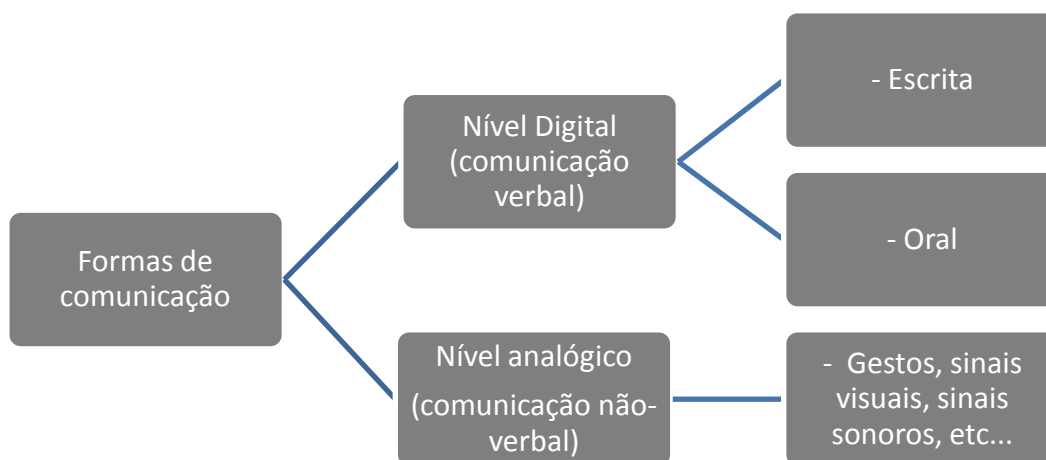 Formas de
comunicação
Nível Digital
(comunicação
verbal)
- Escrita
- Oral
Nível analógico
(comunicação não-
verbal)
- Gestos, sinais
visuais, sinais
sonoros, etc...